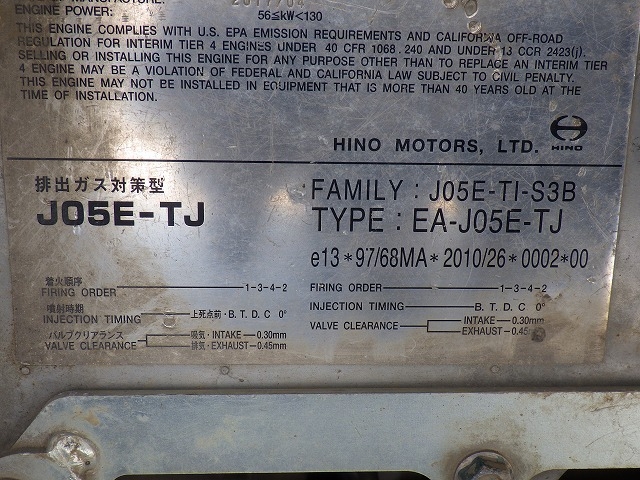 ENGINE POWER: 56≤kW<130
THIS ENGINE COMPLIES WITH U.S. EPA EMISSION REQUIREMENTS AND CALIFORNIA OFF-ROAD
REGULATION FOR INTERIM TIER 4 ENGINES UNDER 40 CFR 1068.240 AND UNDER 13 CCR 2423(j).
SELLING OR INSTALLING THIS ENGINE FOR ANY PURPOSE OTHER THAN TO REPLACE AN INTERIM TIER
4 ENGINE MAY BE A VIOLATION OF FEDERAL AND CALIFORNIA LAW SUBJECT TO CIVIL PENALTY.
THIS ENGINE MAY NOT BE INSTALLED IN EQUIPMENT THAT IS MORE THAN 40 YEARS OLD AT THE
TIME OF INSTALLATION.
HINO MOTORS, LTD.
HINO
排出ガス対策型
J05E-TJ
着火順序
FIRING ORDER 1-3-4-2
噴射時期
INJECTION TIMING 上死点前・B. T. D. C 0°
バルブクリアランス
VALVE CLEARANCE
吸気・INTAKE-0.30mm
排気・EXHAUST-0.45mm
FAMILY : J05E-TI-S3B
TYPE : EA-J05E-TJ
e13*97/68MA*2010/26*0002*00
FIRING ORDER 1-3-4-2
INJECTION TIMING B. T. D. C 0°
VALVE CLEARANCE
INTAKE-0.30mm
EXHAUST-0.45